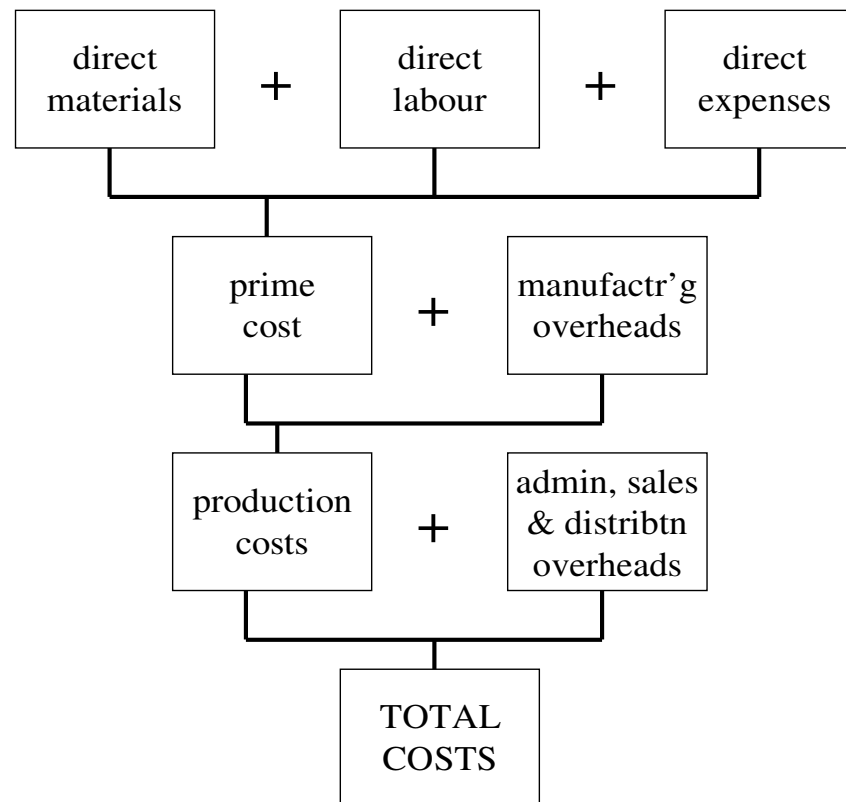 direct
materials
+
direct
labour
+
direct
expenses
prime
cost
+
manufactr’g
overheads
production
costs
+
admin, sales
& distribtn
overheads
TOTAL
COSTS